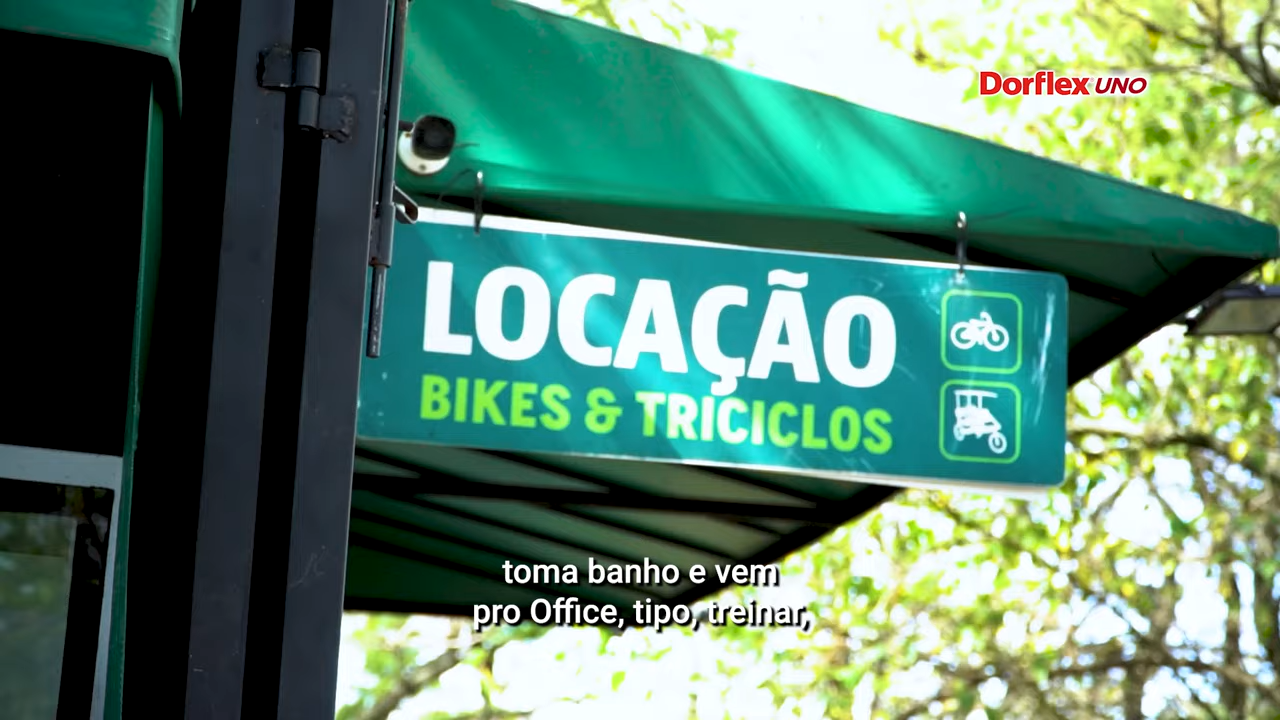 Dorflex UNO
LOCAÇÃO
BIKES & TRICICLOS
toma banho e vem
pro Office, tipo, treinar,